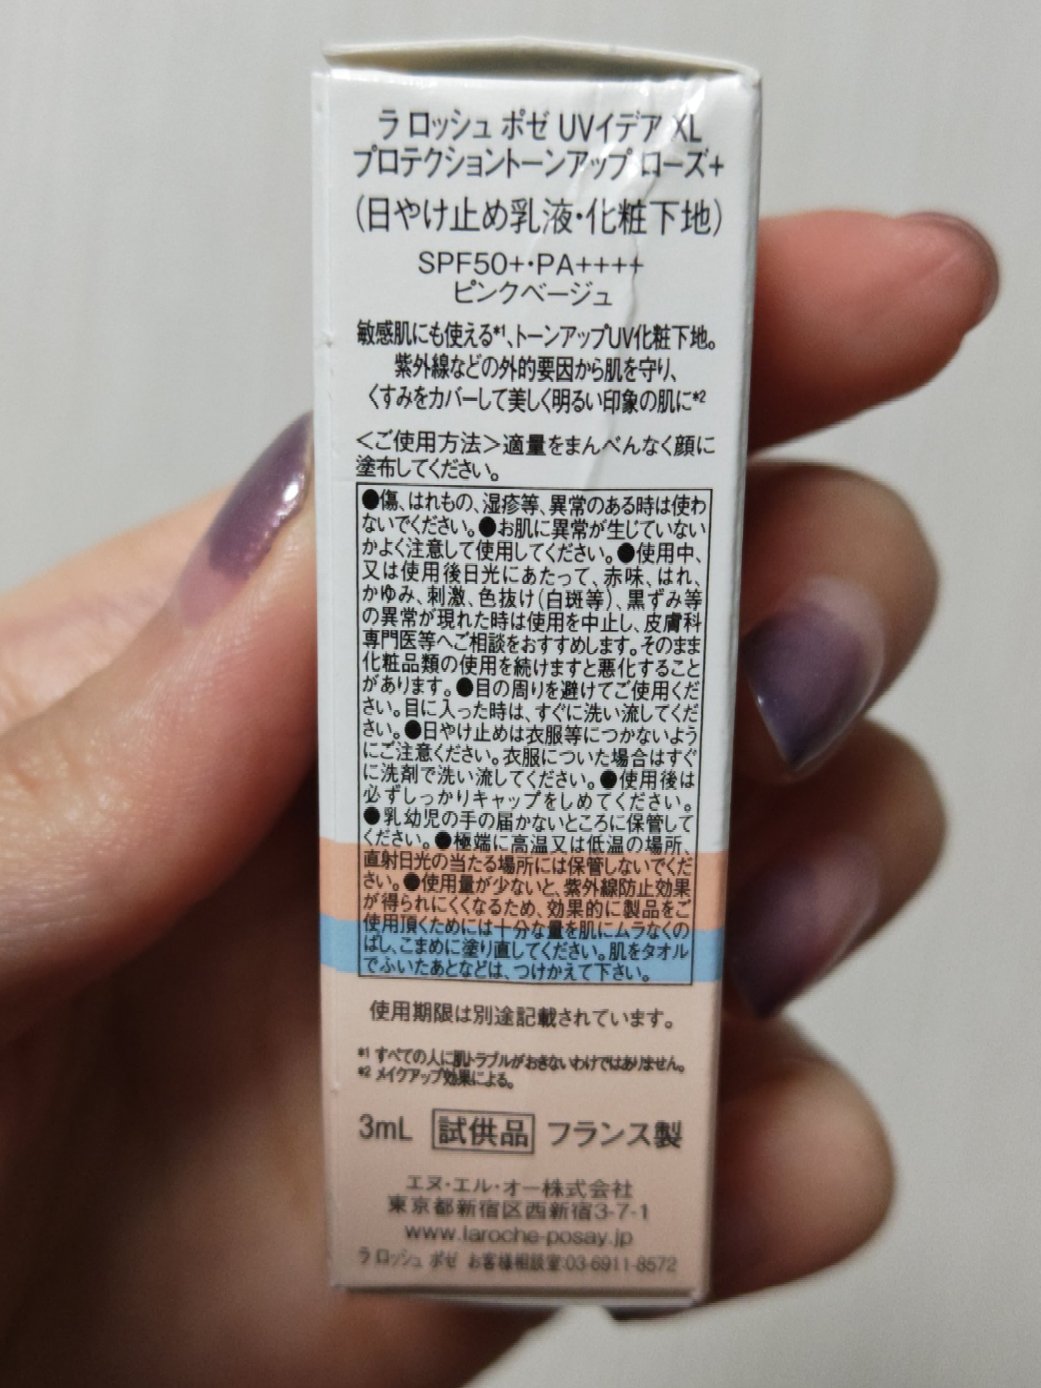 ラ ロッシュ ポゼ UVイデア XL
プロテクショントーンアップ ローズ+
(日やけ止め乳液・化粧下地)
SPF50+・PA++++
ピンクベージュ
敏感肌にも使える*1、トーンアップUV化粧下地。
紫外線などの外的要因から肌を守り、
くすみをカバーして美しく明るい印象の肌に*2
<ご使用方法>適量をまんべんなく顔に
塗布してください。
●傷、はれもの、湿疹等、異常のある時は使わ
ないでください。●お肌に異常が生じていない
かよく注意して使用してください。●使用中、
又は使用後日光にあたって、赤味、はれ、
かゆみ、刺激、色抜け(白斑等)、黒ずみ等
の異常が現れた時は使用を中止し、皮膚科
専門医等へご相談をおすすめします。そのまま
化粧品類の使用を続けますと悪化すること
があります。●目の周りを避けてご使用くだ
さい。目に入った時は、すぐに洗い流してくだ
さい。●日やけ止めは衣服等につかないよう
にご注意ください。衣服についた場合はすぐ
に洗剤で洗い流してください。●使用後は
必ずしっかりキャップをしめてください。
●乳幼児の手の届かないところに保管して
ください。●極端に高温又は低温の場所、
直射日光の当たる場所には保管しないでくだ
さい。●使用量が少ないと、紫外線防止効果
が得られにくくなるため、効果的に製品をご
使用頂くためには十分な量を肌にムラなくの
ばし、こまめに塗り直してください。肌をタオル
でふいたあとなどは、つけかえて下さい。
使用期限は別途記載されています。
*1 すべての人に肌トラブルがおきないわけではありません。
*2 メイクアップ効果による。
3mL 試供品 フランス製
エヌ・エル・オー株式会社
東京都新宿区西新宿3-7-1
www.laroche-posay.jp
ラ ロッシュ ポゼ お客様相談室:03-6911-8572